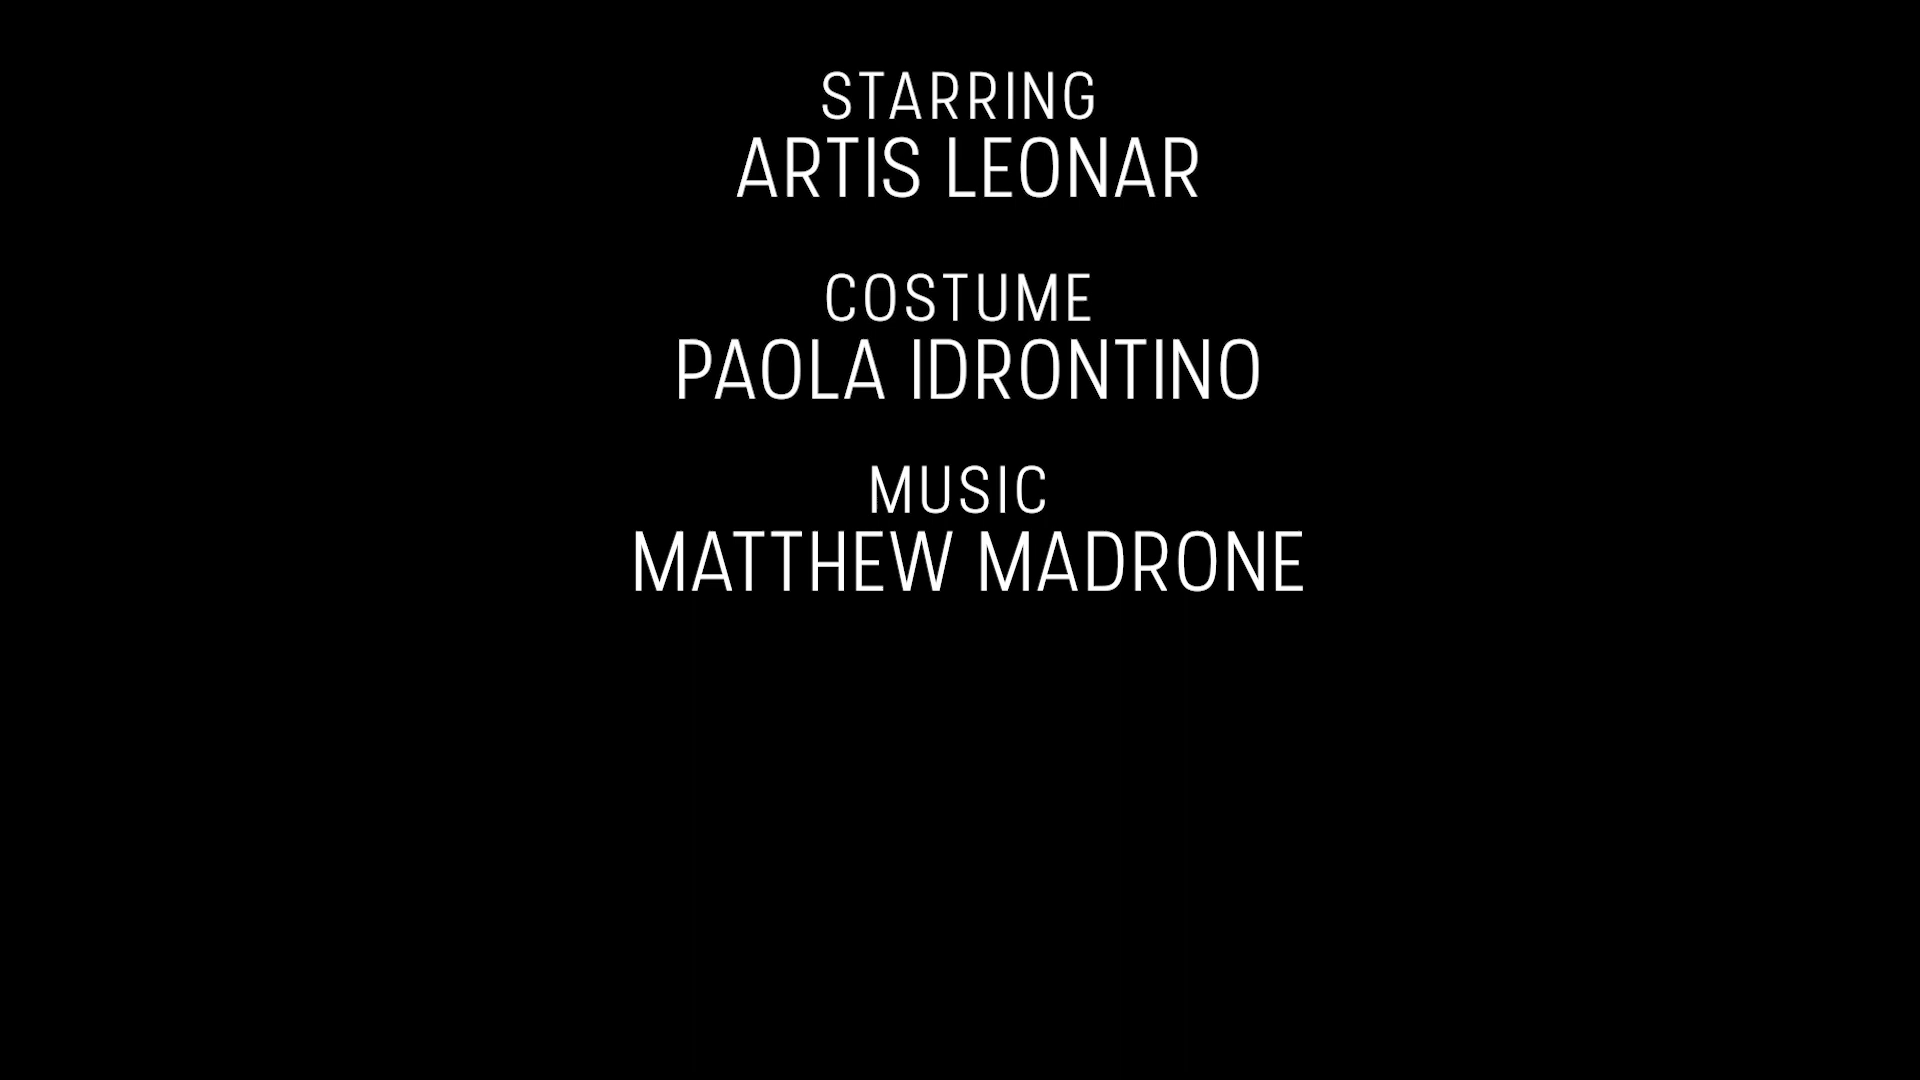 STARRING
ARTIS LEONAR
COSTUME
PAOLA IDRONTINO
MUSIC
MATTHEW MADRONE